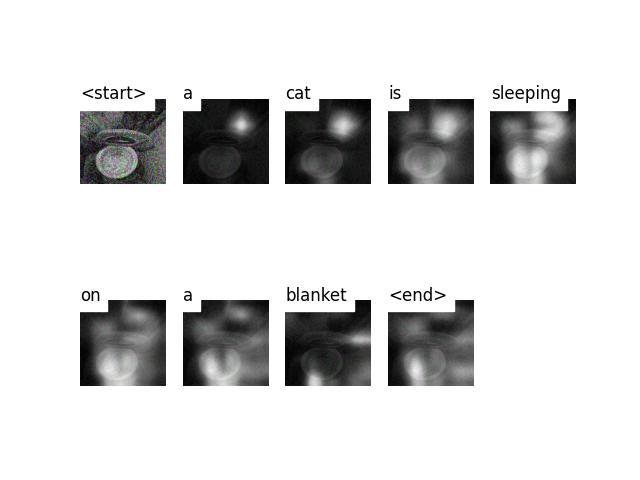 <start> a cat is sleeping
on a blanket <end>